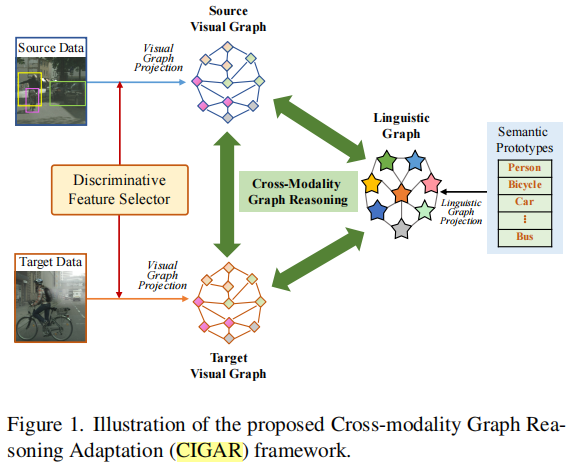 Source
Visual Graph
Source Data
Visual
Graph
Projection
Discriminative
Feature Selector
Target Data
Visual
Graph
Projection
Target
Visual Graph
Cross-Modality
Graph Reasoning
Linguistic
Graph
Linguistic
Graph Projection
Semantic
Prototypes
Person
Bicycle
Car
⋮
Bus
Figure 1. Illustration of the proposed Cross-modality Graph Rea-
soning Adaptation (CIGAR) framework.